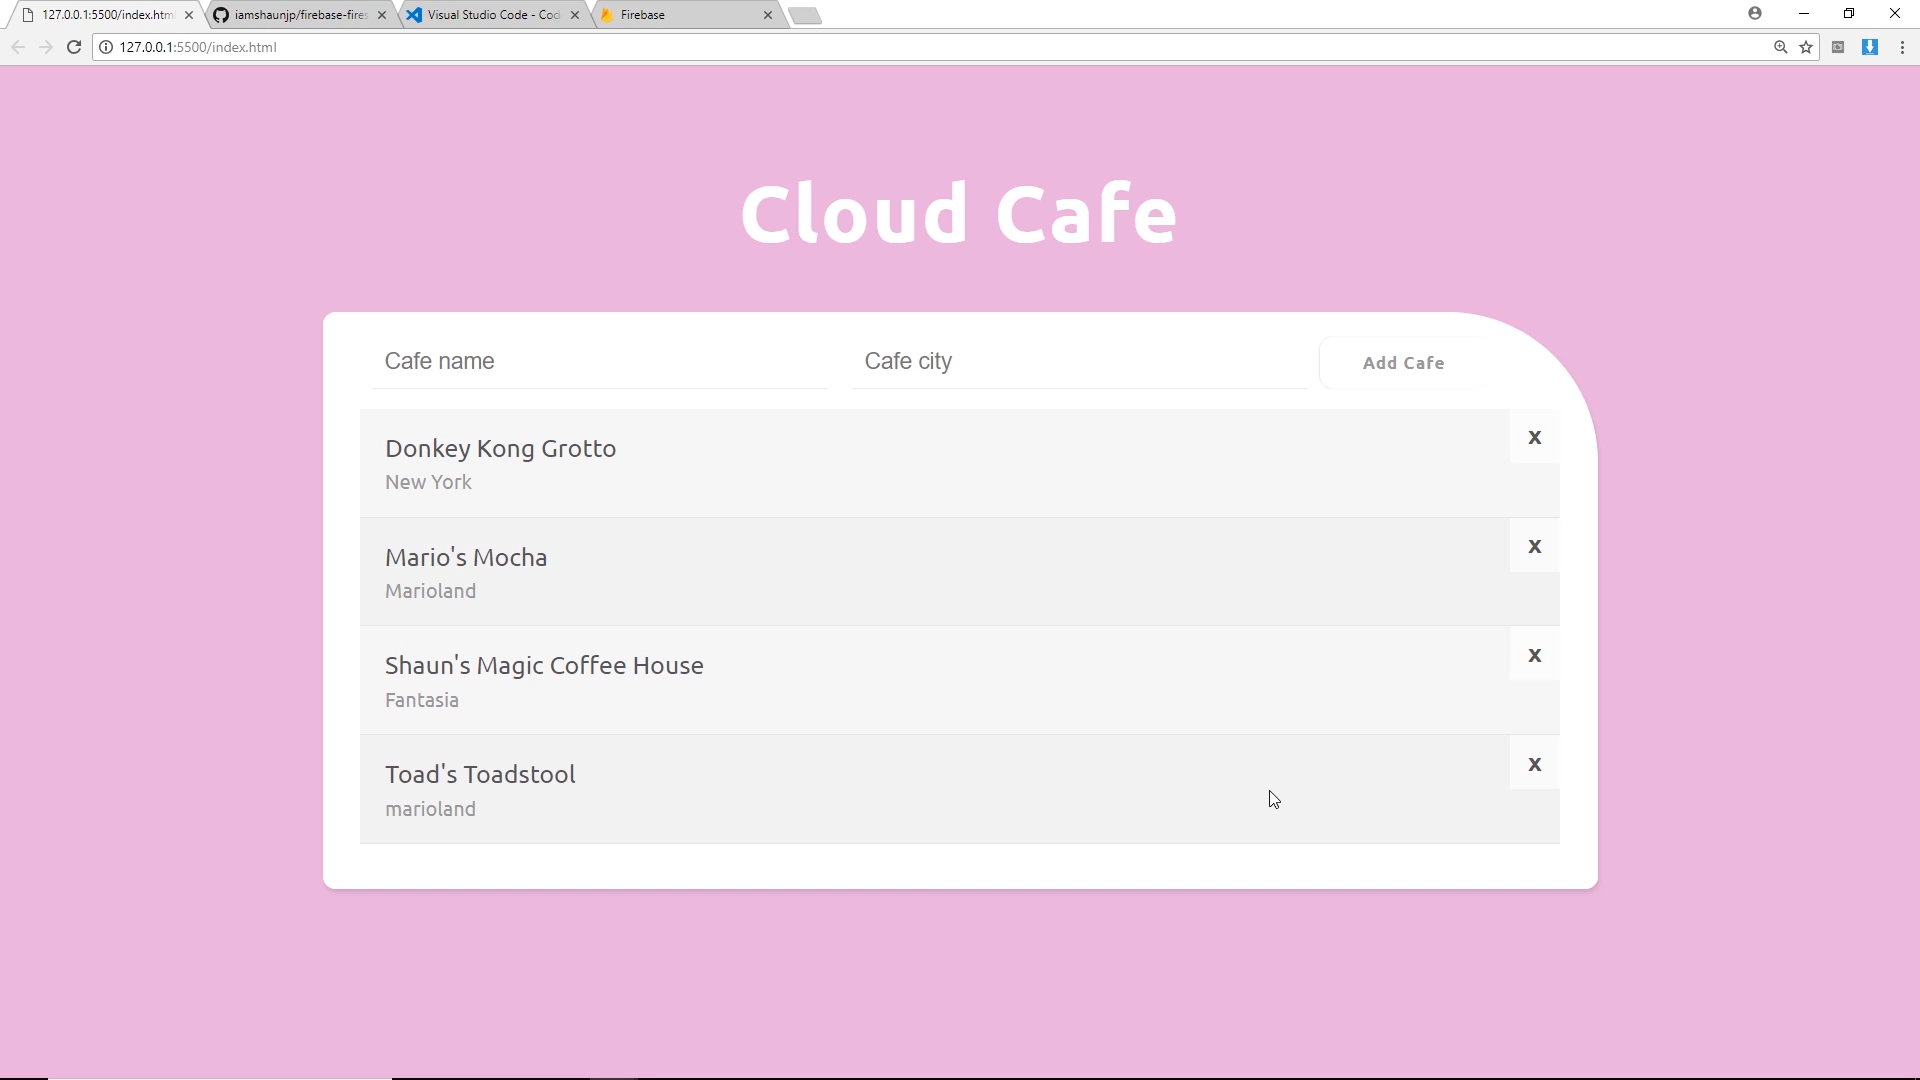 127.0.0.1:5500/index.htm
iamshaunjp/firebase-fires
Visual Studio Code - Cod
Firebase
127.0.0.1:5500/index.html
Cloud Cafe
Cafe name
Cafe city
Add Cafe
Donkey Kong Grotto
x
New York
Mario's Mocha
x
Marioland
Shaun's Magic Coffee House
x
Fantasia
Toad's Toadstool
x
marioland